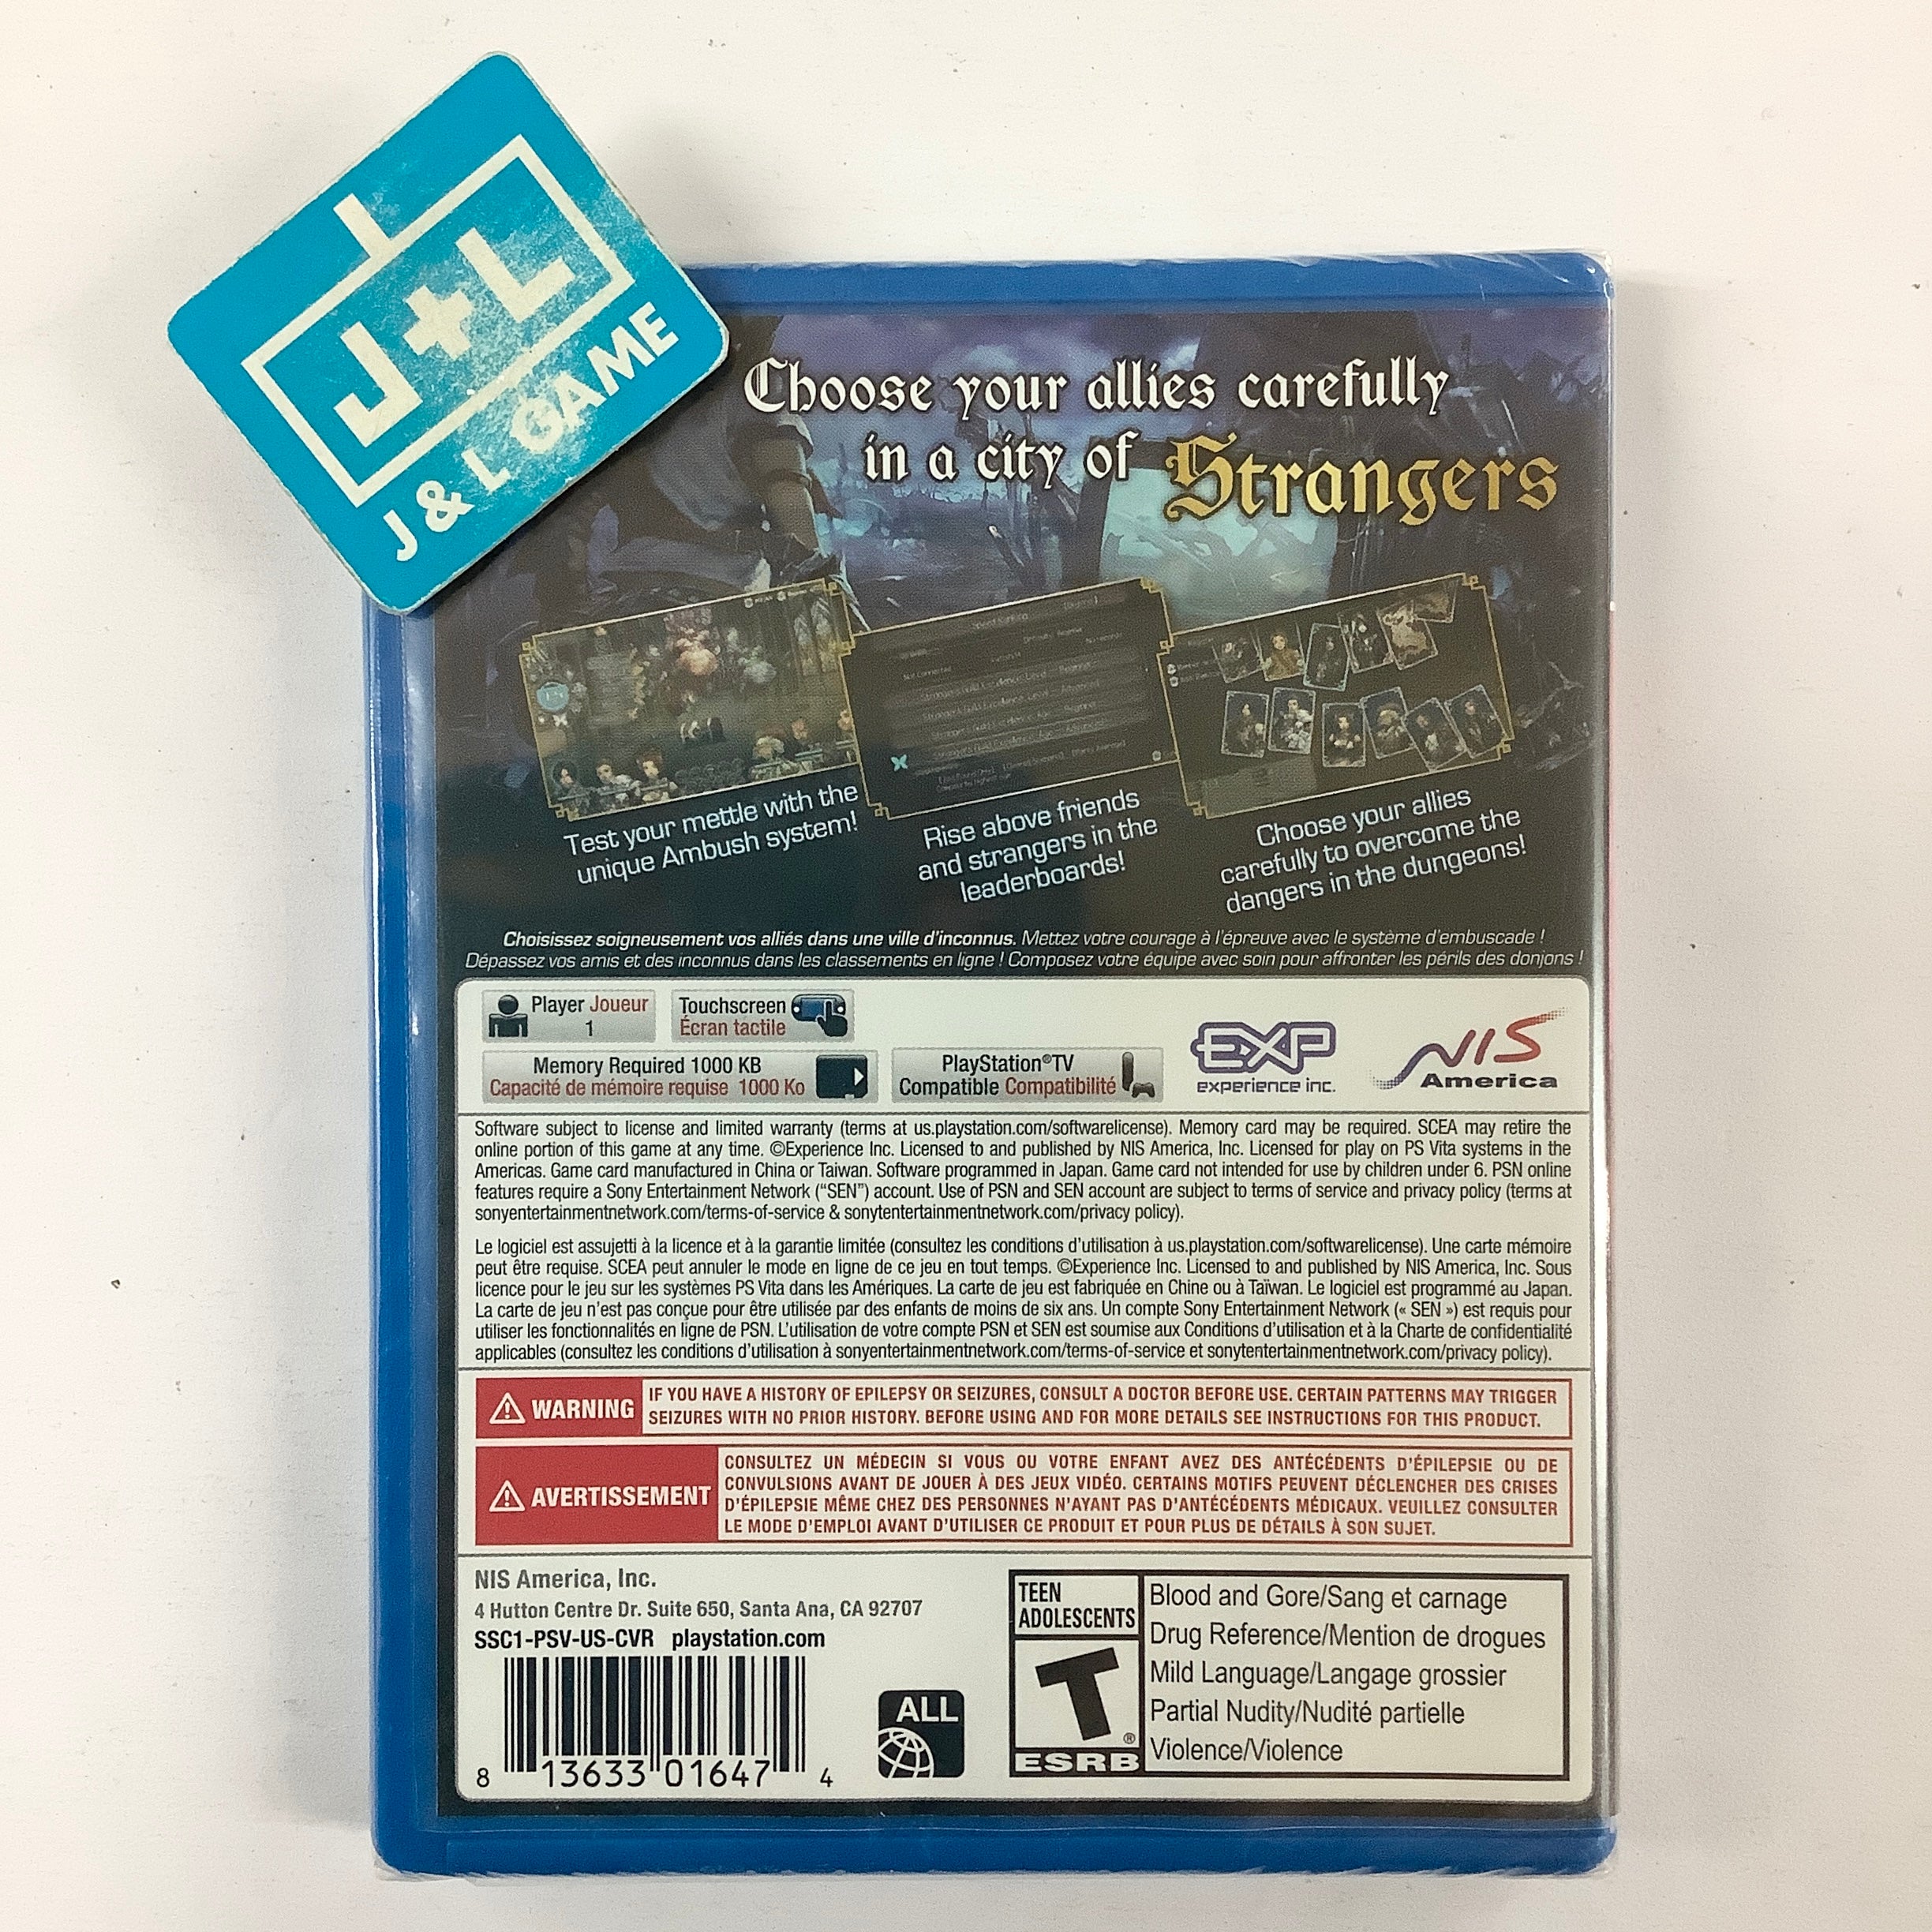 J+L
J & L GAME
Choose your allies carefully
in a city of Strangers
Test your mettle with the
unique Ambush system!
Rise above friends
and strangers in the
leaderboards!
Choose your allies
carefully to overcome the
dangers in the dungeons!
Choisissez soigneusement vos alliés dans une ville d'inconnus. Mettez votre courage à l'épreuve avec le système d'embuscade !
Dépassez vos amis et des inconnus dans les classements en ligne ! Composez votre équipe avec soin pour affronter les périls des donjons !
Player Joueur
1
Touchscreen
Écran tactile
Memory Required 1000 KB
Capacité de mémoire requise 1000 Ko
PlayStation®TV
Compatible Compatibilité
EXP
experience inc.
NIS
America
Software subject to license and limited warranty (terms at us.playstation.com/softwarelicense). Memory card may be required. SCEA may retire the
online portion of this game at any time. ©Experience Inc. Licensed to and published by NIS America, Inc. Licensed for play on PS Vita systems in the
Americas. Game card manufactured in China or Taiwan. Software programmed in Japan. Game card not intended for use by children under 6. PSN online
features require a Sony Entertainment Network (“SEN”) account. Use of PSN and SEN account are subject to terms of service and privacy policy (terms at
sonyentertainmentnetwork.com/terms-of-service & sonytentertainmentnetwork.com/privacy policy).
Le logiciel est assujetti à la licence et à la garantie limitée (consultez les conditions d'utilisation à us.playstation.com/softwarelicense). Une carte mémoire
peut être requise. SCEA peut annuler le mode en ligne de ce jeu en tout temps. ©Experience Inc. Licensed to and published by NIS America, Inc. Sous
licence pour le jeu sur les systèmes PS Vita dans les Amériques. La carte de jeu est fabriquée en Chine ou à Taïwan. Le logiciel est programmé au Japan.
La carte de jeu n'est pas conçue pour être utilisée par des enfants de moins de six ans. Un compte Sony Entertainment Network (« SEN ») est requis pour
utiliser les fonctionnalités en ligne de PSN. L'utilisation de votre compte PSN et SEN est soumise aux Conditions d'utilisation et à la Charte de confidentialité
applicables (consultez les conditions d'utilisation à sonyentertainmentnetwork.com/terms-of-service et sonytentertainmentnetwork.com/privacy policy).
WARNING
IF YOU HAVE A HISTORY OF EPILEPSY OR SEIZURES, CONSULT A DOCTOR BEFORE USE. CERTAIN PATTERNS MAY TRIGGER
SEIZURES WITH NO PRIOR HISTORY. BEFORE USING AND FOR MORE DETAILS SEE INSTRUCTIONS FOR THIS PRODUCT.
AVERTISSEMENT
CONSULTEZ UN MÉDECIN SI VOUS OU VOTRE ENFANT AVEZ DES ANTÉCÉDENTS D'ÉPILEPSIE OU DE
CONVULSIONS AVANT DE JOUER À DES JEUX VIDÉO. CERTAINS MOTIFS PEUVENT DÉCLENCHER DES CRISES
D'ÉPILEPSIE MÊME CHEZ DES PERSONNES N'AYANT PAS D'ANTÉCÉDENTS MÉDICAUX. VEUILLEZ CONSULTER
LE MODE D'EMPLOI AVANT D'UTILISER CE PRODUIT ET POUR PLUS DE DÉTAILS À SON SUJET.
NIS America, Inc.
4 Hutton Centre Dr. Suite 650, Santa Ana, CA 92707
SSC1-PSV-US-CVR playstation.com
8 13633 01647 4
ALL
TEEN
ADOLESCENTS
T®
ESRB
Blood and Gore/Sang et carnage
Drug Reference/Mention de drogues
Mild Language/Langage grossier
Partial Nudity/Nudité partielle
Violence/Violence